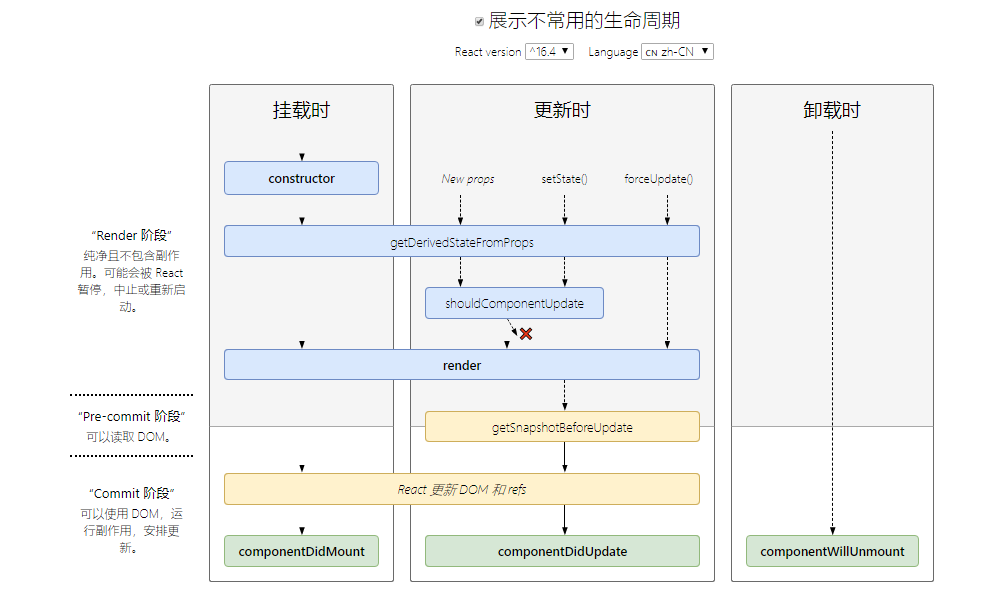 展示不常用的生命周期
React version ^16.4 Language CN zh-CN
挂载时
更新时
卸载时
constructor
New props
setState()
forceUpdate()
“Render 阶段”
纯净且不包含副作
用。可能会被 React
暂停，中止或重新启
动。
getDerivedStateFromProps
shouldComponentUpdate
render
“Pre-commit 阶段”
可以读取 DOM。
getSnapshotBeforeUpdate
“Commit 阶段”
可以使用 DOM，运
行副作用，安排更
新。
React 更新 DOM 和 refs
componentDidMount
componentDidUpdate
componentWillUnmount